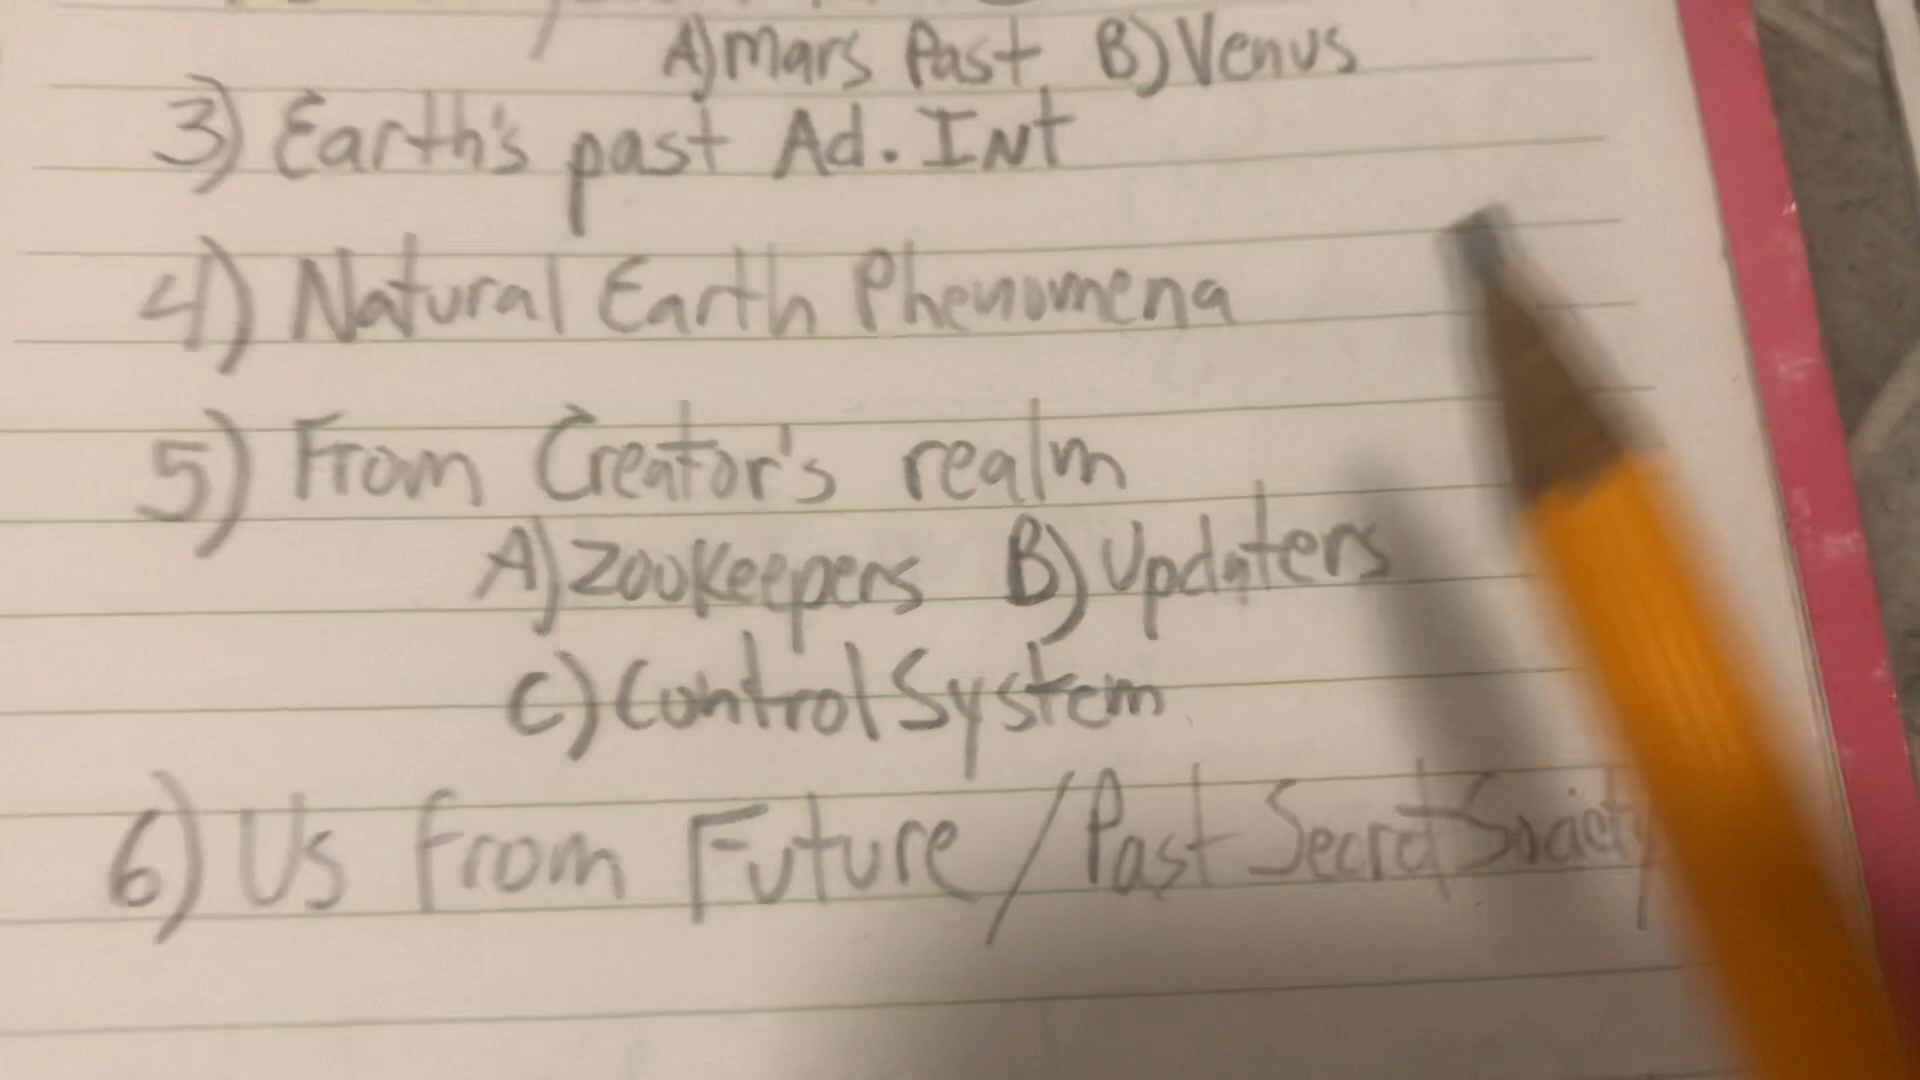 A) Mars Past B) Venus
3) Earth's past Ad. INt
4) Natural Earth Phenomena
5) From Creator's realm
A) Zookeepers B) Updaters
C) Control System
6) Us From Future / Past Secret Society